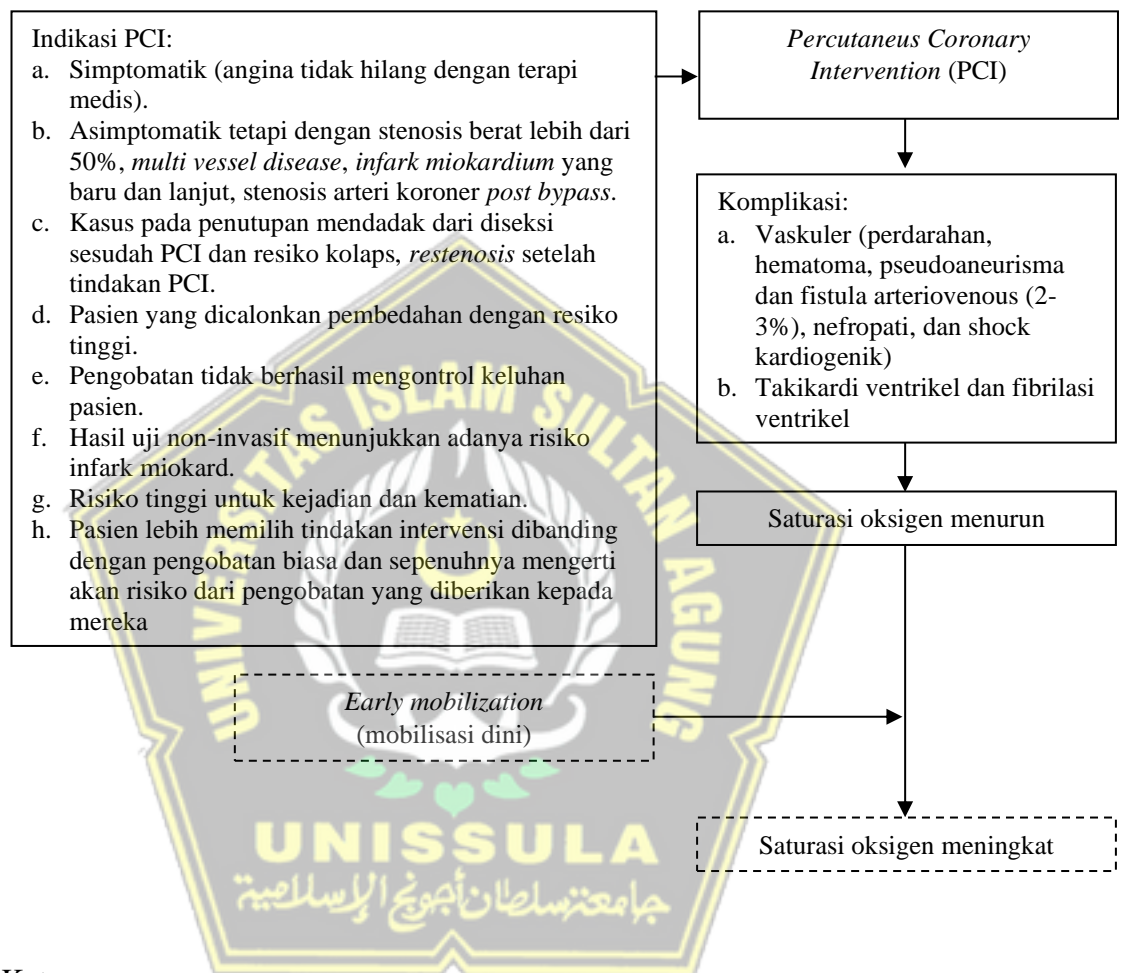 Indikasi PCI:
a. Simptomatik (angina tidak hilang dengan terapi
medis).
b. Asimptomatik tetapi dengan stenosis berat lebih dari
50%, multi vessel disease, infark miokardium yang
baru dan lanjut, stenosis arteri koroner post bypass.
c. Kasus pada penutupan mendadak dari diseksi
sesudah PCI dan resiko kolaps, restenosis setelah
tindakan PCI.
d. Pasien yang dicalonkan pembedahan dengan resiko
tinggi.
e. Pengobatan tidak berhasil mengontrol keluhan
pasien.
f. Hasil uji non-invasif menunjukkan adanya risiko
infark miokard.
g. Risiko tinggi untuk kejadian dan kematian.
h. Pasien lebih memilih tindakan intervensi dibanding
dengan pengobatan biasa dan sepenuhnya mengerti
akan risiko dari pengobatan yang diberikan kepada
mereka
Percutaneus Coronary
Intervention (PCI)
Komplikasi:
a. Vaskuler (perdarahan,
hematoma, pseudoaneurisma
dan fistula arteriovenous (2-
3%), nefropati, dan shock
kardiogenik)
b. Takikardi ventrikel dan fibrilasi
ventrikel
Saturasi oksigen menurun
Early mobilization
(mobilisasi dini)
Saturasi oksigen meningkat
UNIVERSITAS ISLAM SULTAN AGUNG
UNISSULA
جامعة سلطان أجونج الإسلامية